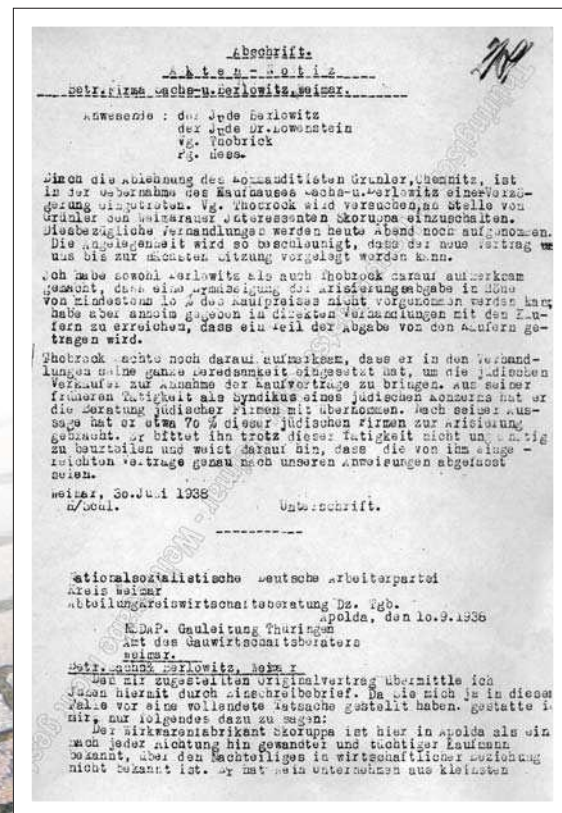 Abschrift.
Akten-Notiz
Betr.Firma Sachs-u.Berlowitz,Weimar.
Anwesende : der Jude Berlowitz
der Jude Dr.Löwenstein
Vg. Thobrick
Pg. Hess.
Durch die Ablehnung des Kommanditisten Grünler,Chemnitz, ist
in der Uebernahme des Kaufhauses Sachs-u.Berlowitz eine Verzö-
gerung eingetreten. Vg. Thobrock wird versuchen,an Stelle von
Grünler den Weimaraner Interessenten Skoruppa einzuschalten.
Diesbezügliche Verhandlungen werden heute Abend noch aufgenommen.
Die Angelegenheit wird so beschleunigt, dass der neue Vertrag
uns bis zur nächsten Sitzung vorgelegt werden kann.
Ich habe sowohl Berlowitz als auch Thobrock darauf aufmerksam
gemacht, dass eine Ermässigung der Arisierungsabgabe in Höhe
von mindestens 10 % des Kaufpreises nicht vorgenommen werden kann,
habe aber anheim gegeben in direkten Verhandlungen mit den Käu-
fern zu erreichen, dass ein Teil der Abgabe von den Käufern ge-
tragen wird.
Thobrock machte noch darauf aufmerksam, dass er in den Verhand-
lungen seine ganze Beredsamkeit eingesetzt hat, um die jüdischen
Verkäufer zur Annahme der Kaufverträge zu bringen. Aus seiner
früheren Tätigkeit als Syndikus eines jüdischen Konzerns hat er
die Beratung jüdischer Firmen mit überkommen. Nach seiner Aus-
sage hat er etwa 70 % dieser jüdischen Firmen zur Arisierung
gebracht. Er bittet ihn trotz dieser Tätigkeit nicht ungünstig
zu beurteilen und weist darauf hin, dass die von ihm einge -
reichten Verträge genau nach unseren Anweisungen abgefasst
seien.
Weimar, 30.Juni 1938
H/Schl. Unterschrift.
Nationalsozialistische Deutsche Arbeiterpartei
Kreis Weimar
Abteilung Kreiswirtschaftsberatung Dz. Tgb.
Apolda, den 10.9.1938
NSDAP. Gauleitung Thüringen
Amt des Gauwirtschaftsberaters
Weimar.
Betr. Sachs & Berlowitz, Weimar
Den mir zugestellten Originalvertrag übermittle ich
Ihnen hiermit durch Einschreibebrief. Da Sie mich ja in diesem
Falle vor eine vollendete Tatsache gestellt haben. gestatte
mir, nur folgendes dazu zu sagen:
Der Wirkwarenfabrikant Skoruppa ist hier in Apolda als ein
nach jeder Richtung hin gewandter und tüchtiger Kaufmann
bekannt, über den Nachteiliges in wirtschaftlicher Beziehung
nicht bekannt ist. Er hat sein Unternehmen aus kleinsten